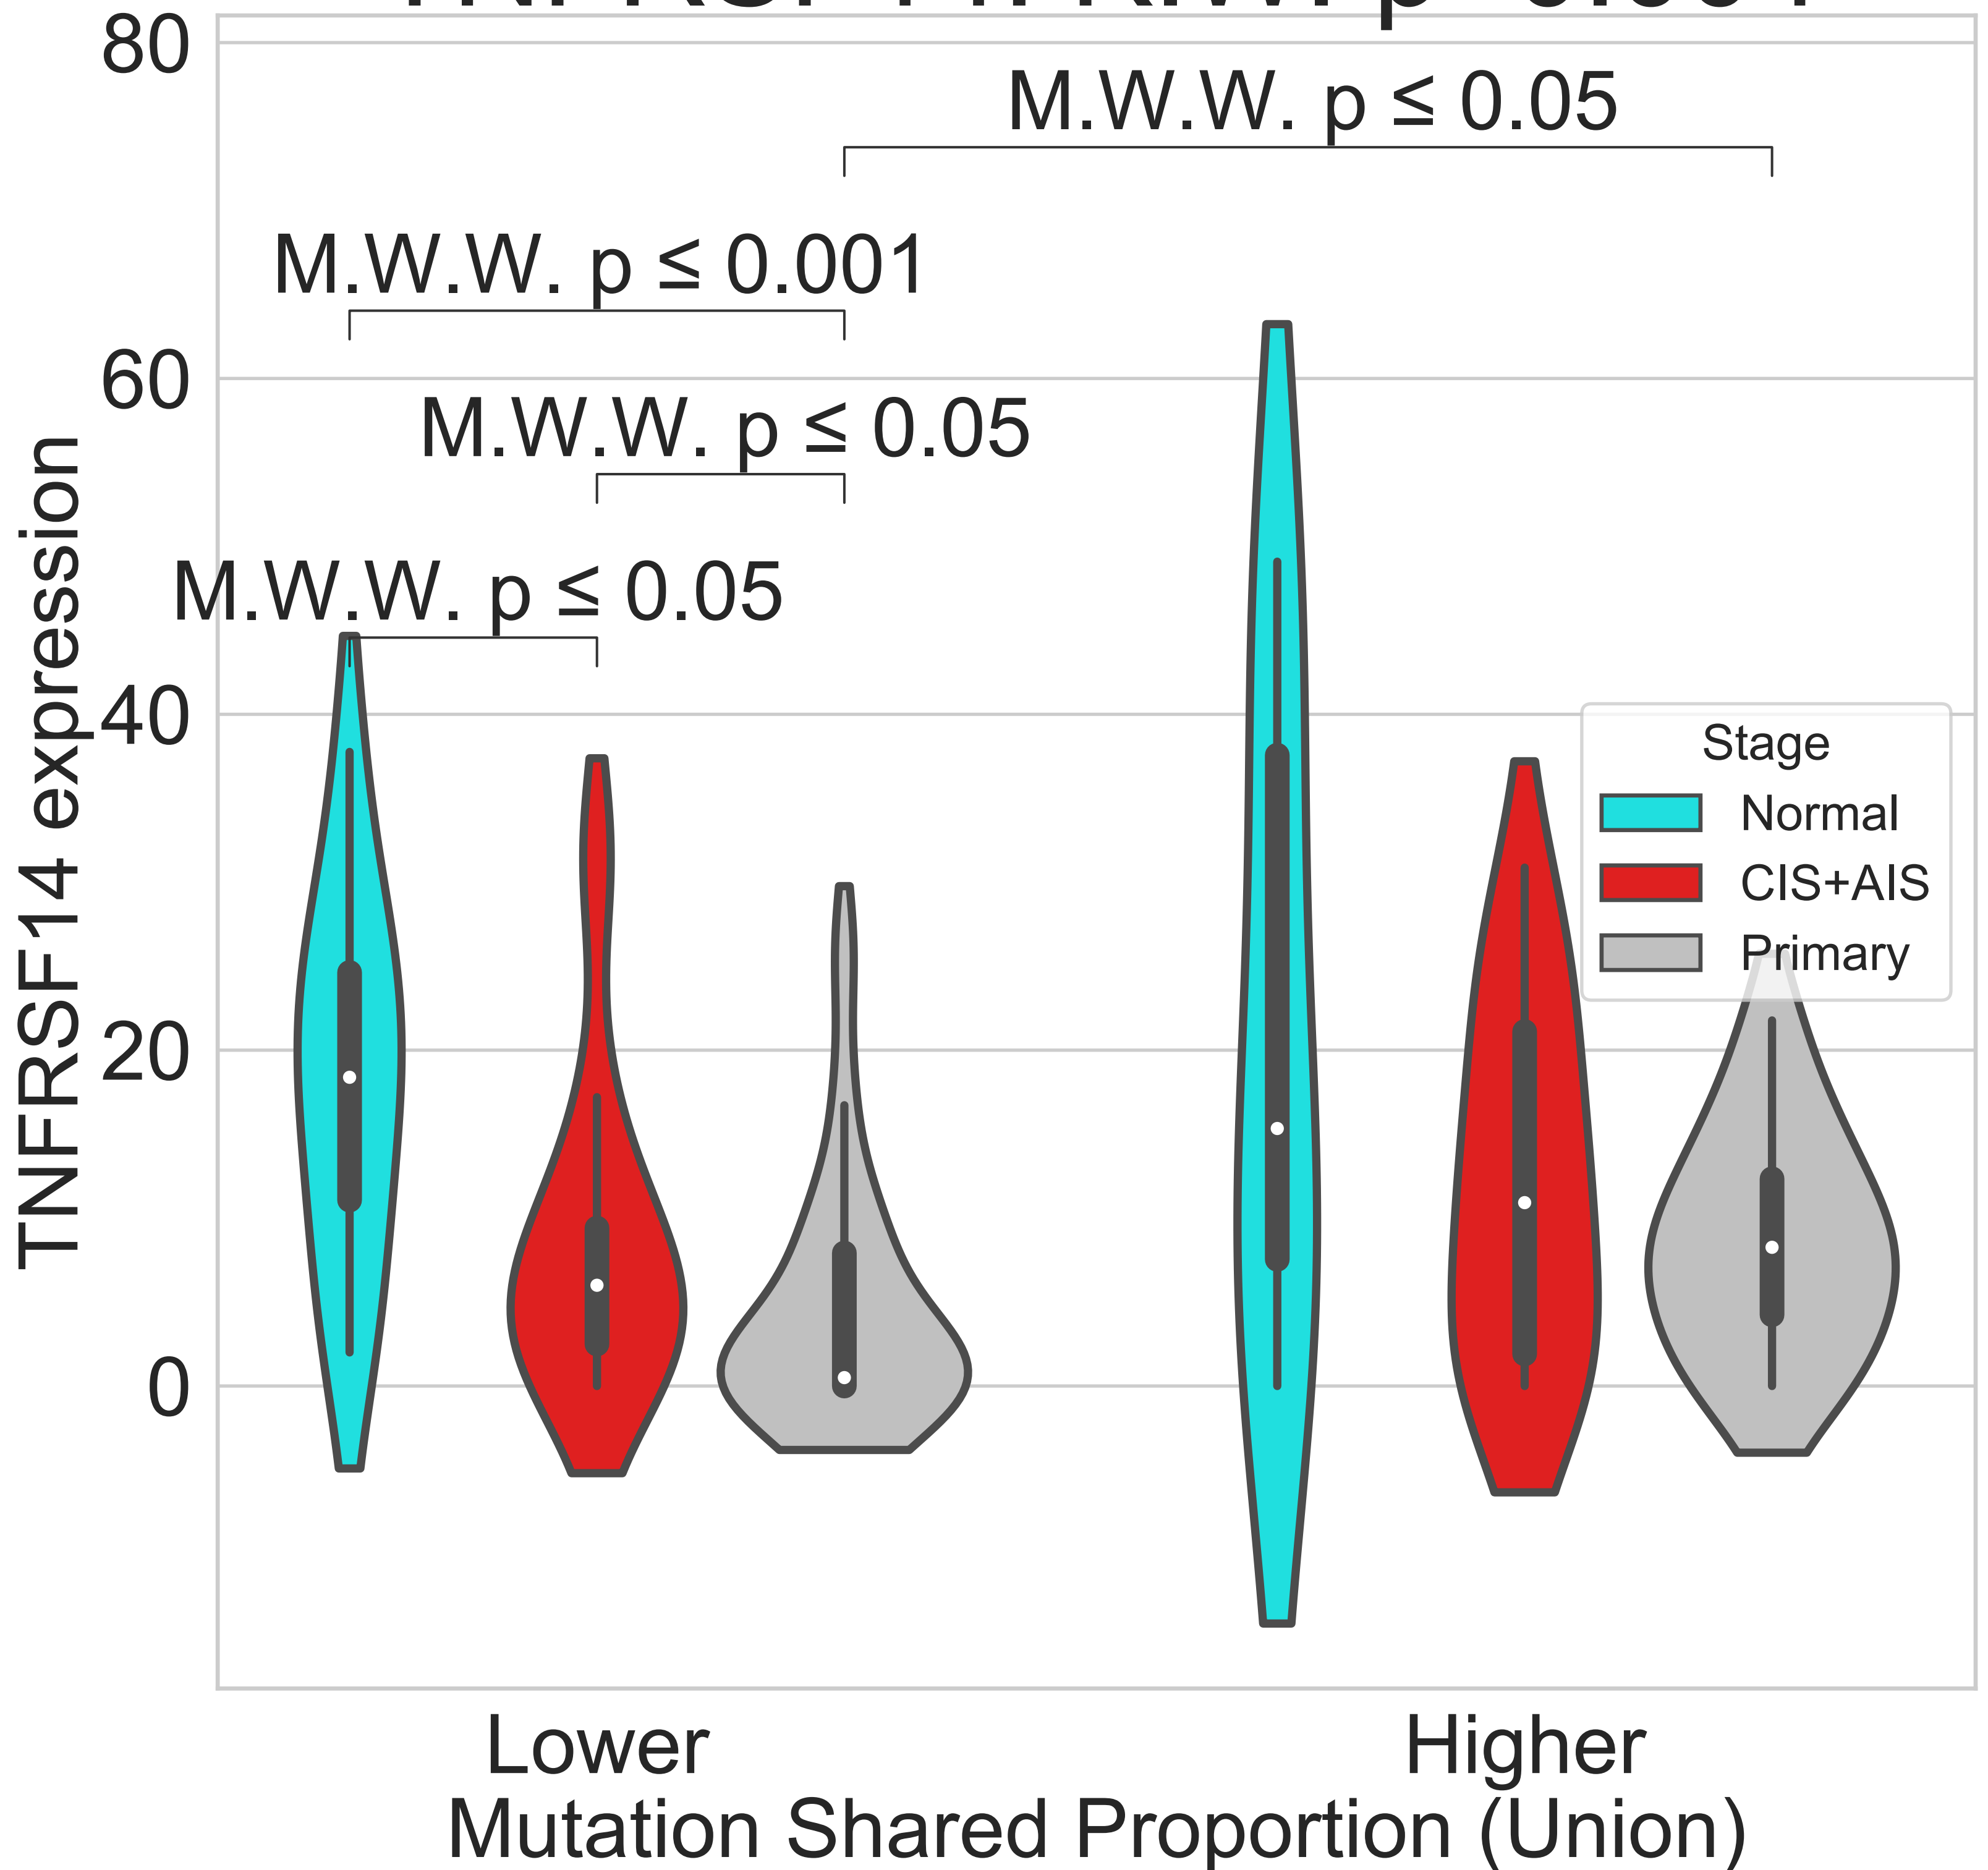 80
M.W.W. p ≤ 0.05
M.W.W. p ≤ 0.001
60
M.W.W. p ≤ 0.05
M.W.W. p ≤ 0.05
TNFRSF14 expression
40
Stage
Normal
CIS+AIS
Primary
20
0
Lower
Higher
Mutation Shared Proportion (Union)